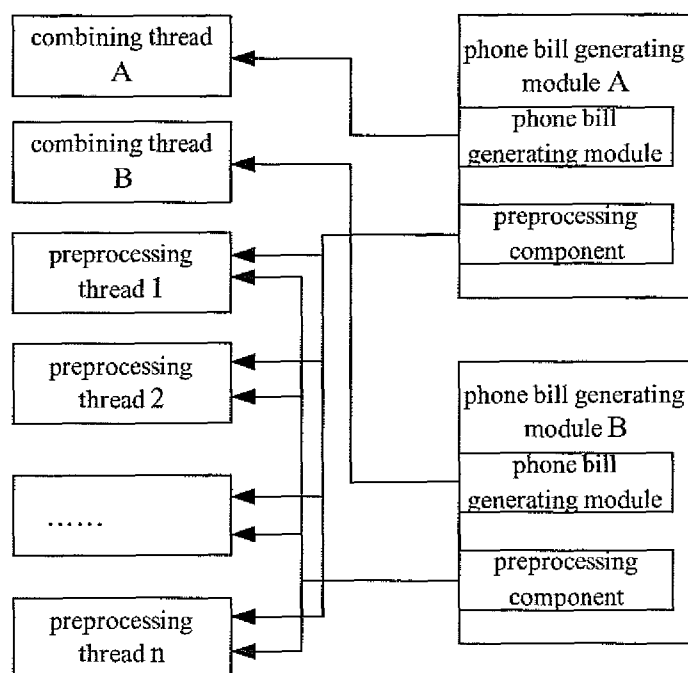 combining thread
A
combining thread
B
preprocessing
thread 1
preprocessing
thread 2
......
preprocessing
thread n
phone bill generating
module A
phone bill
generating module
preprocessing
component
phone bill generating
module B
phone bill
generating module
preprocessing
component